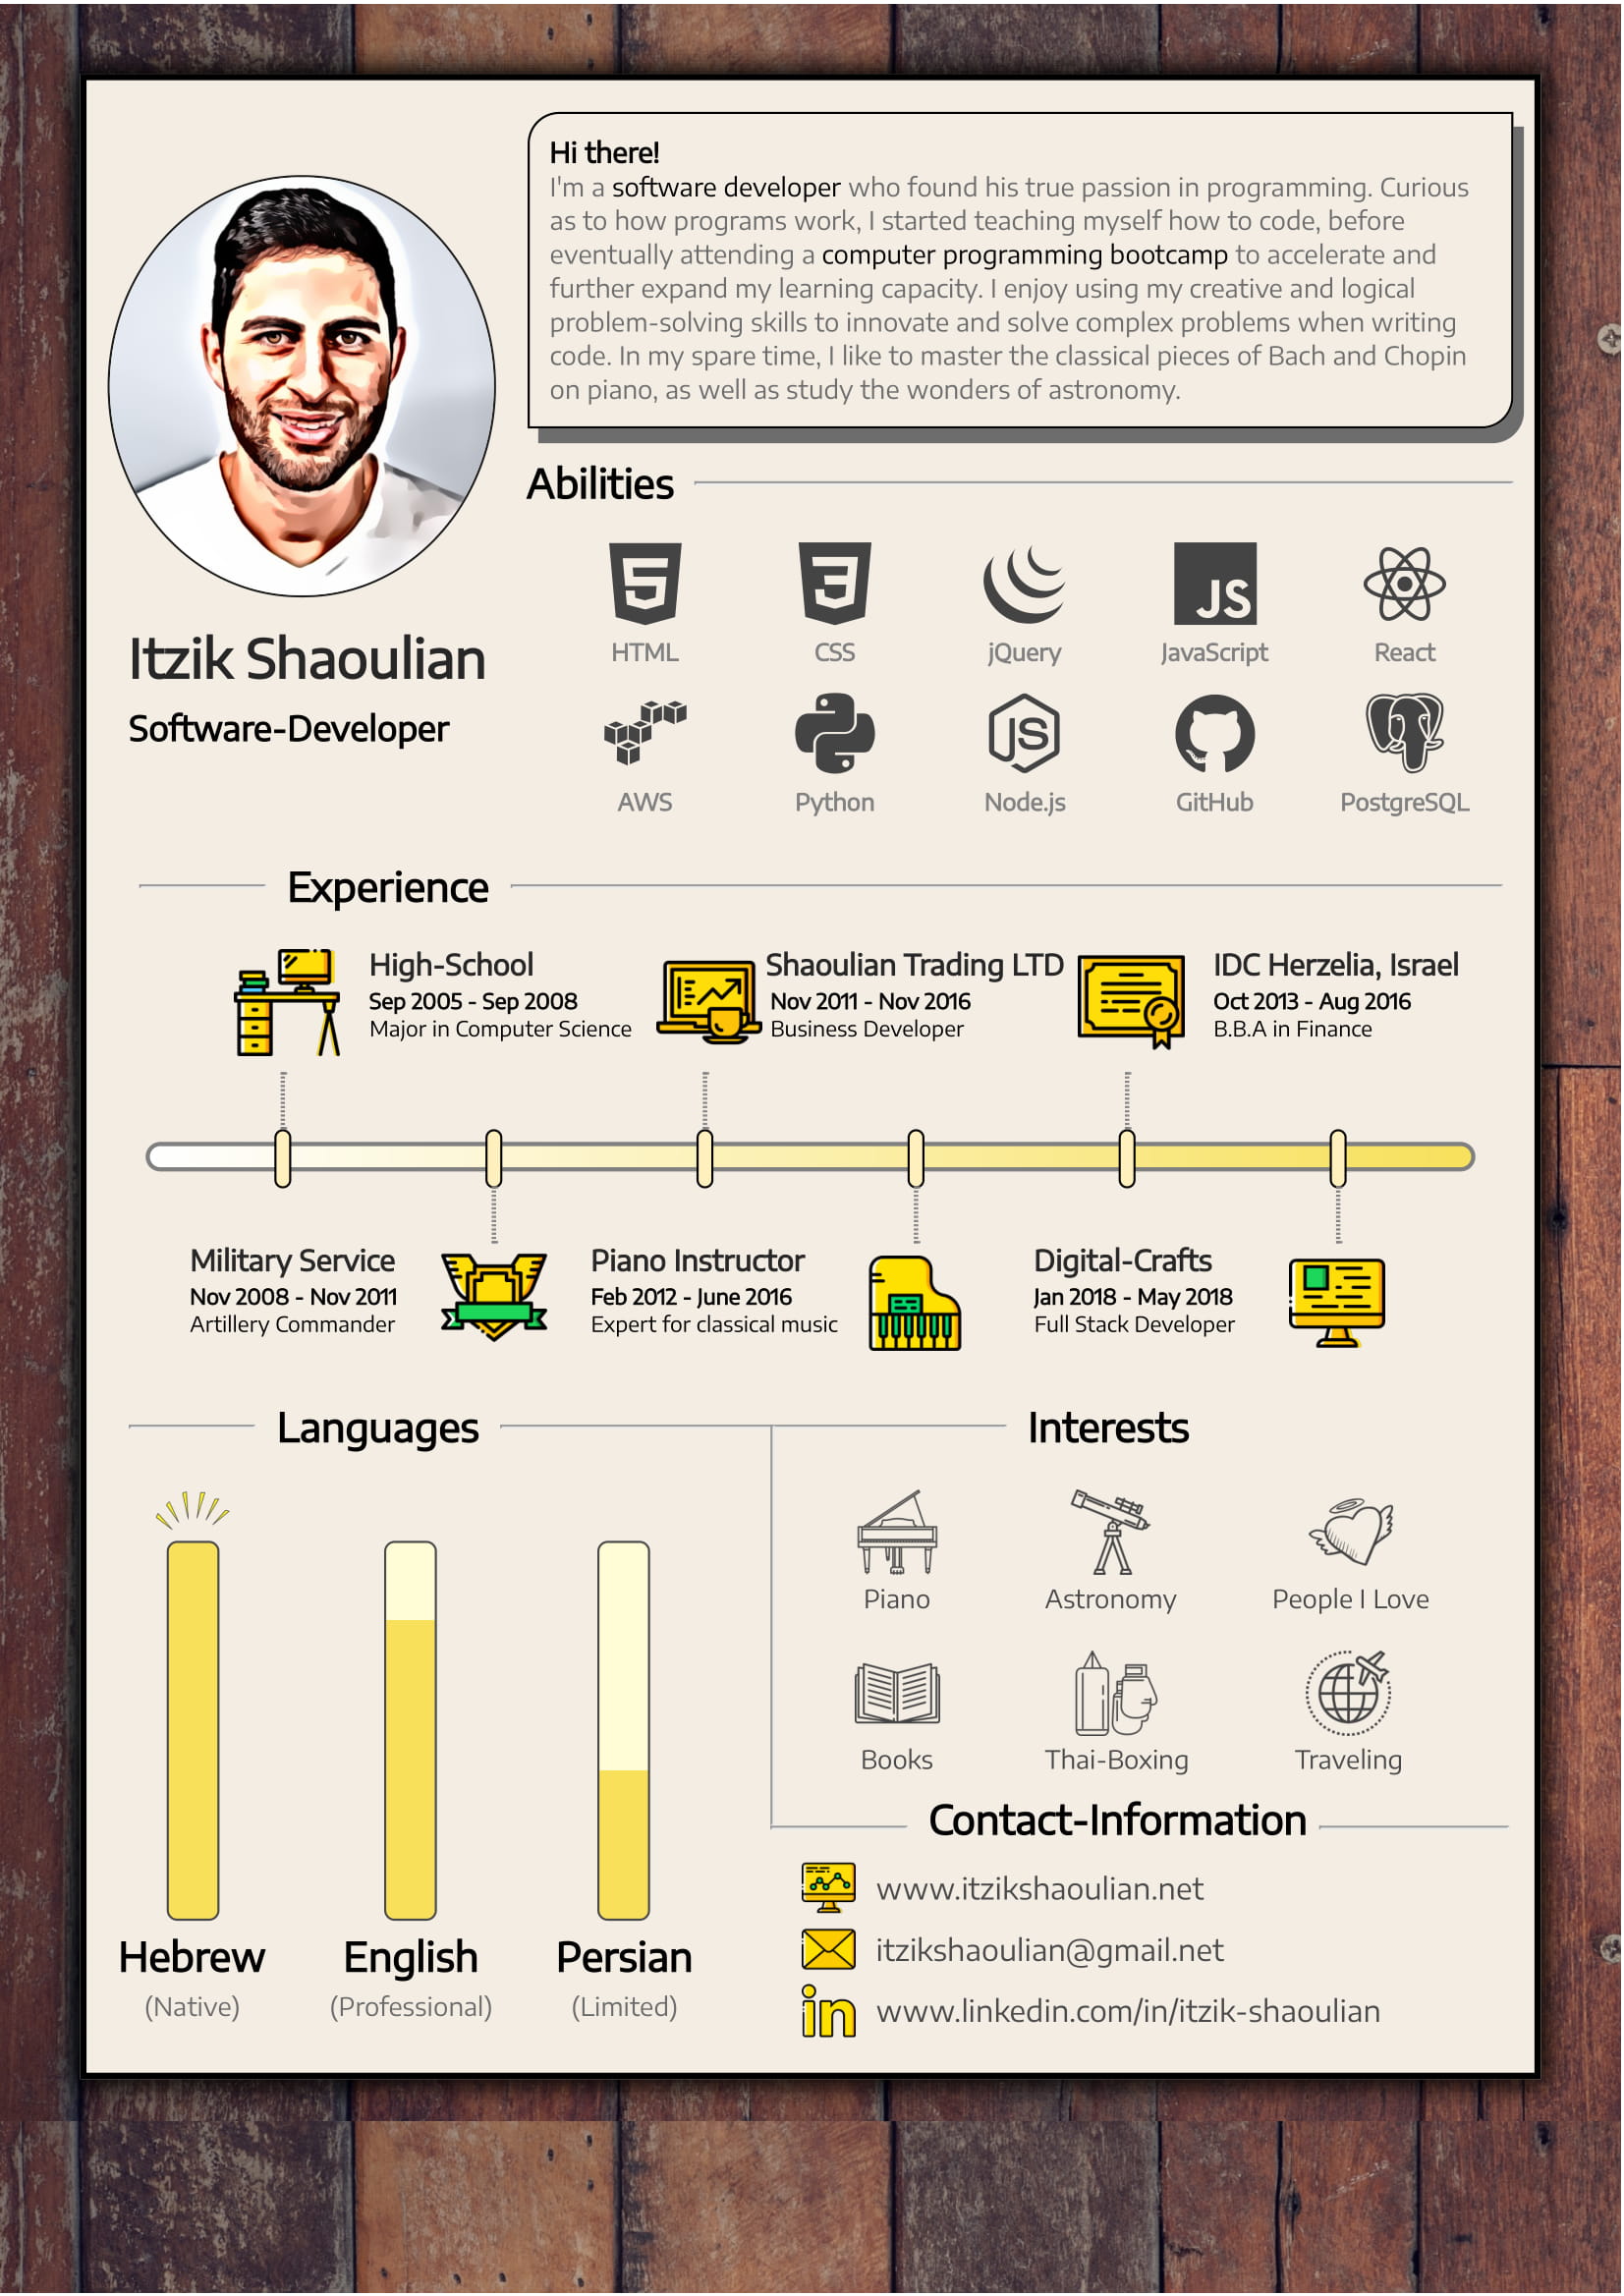 Hi there!
I'm a software developer who found his true passion in programming. Curious
as to how programs work, I started teaching myself how to code, before
eventually attending a computer programming bootcamp to accelerate and
further expand my learning capacity. I enjoy using my creative and logical
problem-solving skills to innovate and solve complex problems when writing
code. In my spare time, I like to master the classical pieces of Bach and Chopin
on piano, as well as study the wonders of astronomy.
Itzik Shaoulian
Software-Developer
Abilities
5 3 JS
HTML CSS jQuery JavaScript React
JS
AWS Python Node.js GitHub PostgreSQL
Experience
High-School
Sep 2005 - Sep 2008
Major in Computer Science
Shaoulian Trading LTD
Nov 2011 - Nov 2016
Business Developer
IDC Herzelia, Israel
Oct 2013 - Aug 2016
B.B.A in Finance
Military Service
Nov 2008 - Nov 2011
Artillery Commander
Piano Instructor
Feb 2012 - June 2016
Expert for classical music
Digital-Crafts
Jan 2018 - May 2018
Full Stack Developer
Languages
Hebrew
(Native)
English
(Professional)
Persian
(Limited)
Interests
Piano Astronomy People I Love
Books Thai-Boxing Traveling
Contact-Information
www.itzikshaoulian.net
itzikshaoulian@gmail.net
in www.linkedin.com/in/itzik-shaoulian